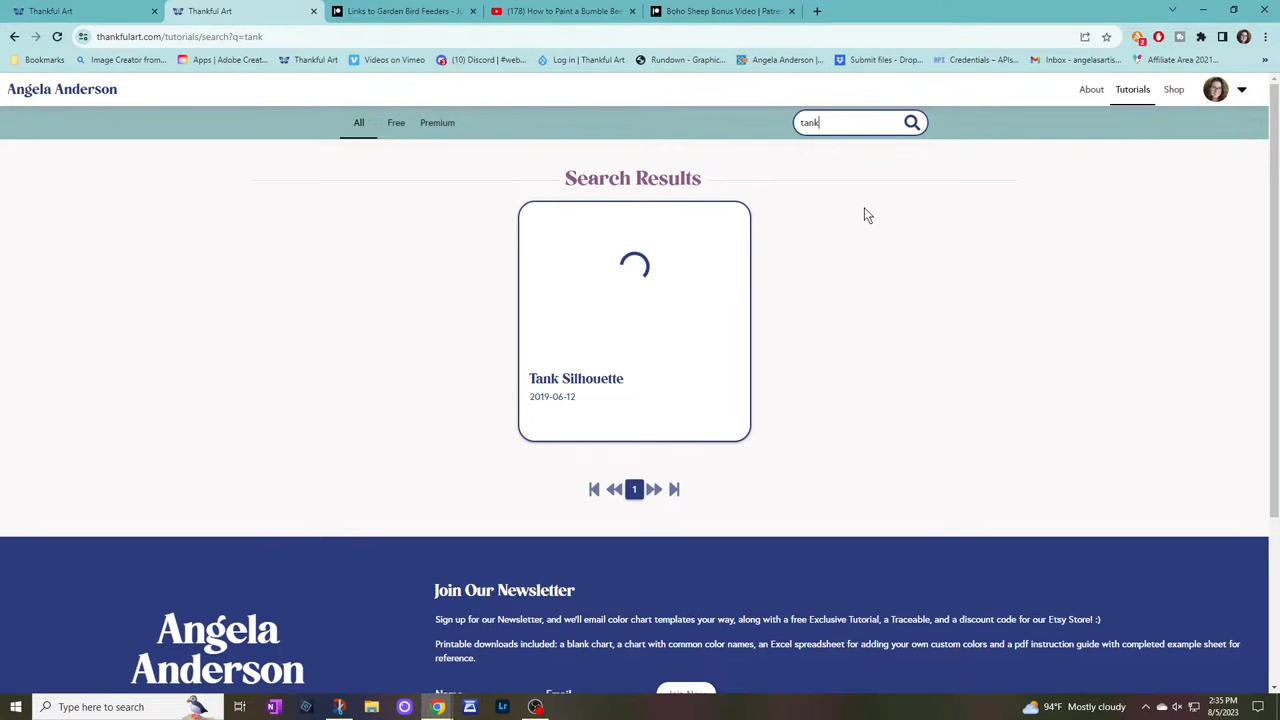 Thankful Art
Thankful Art
Links to Garden Bird Feeders - Ju
(178) How to Paint a Bumble Bee
Boho Sheep Bonus Video | Patreo
thankfulart.com/tutorials/search?q=tank
2
Bookmarks
Image Creator from...
Apps | Adobe Creat...
Thankful Art
Videos on Vimeo
(10) Discord | #web...
Log in | Thankful Art
Rundown - Graphy...
Angela Anderson |...
Submit files - Drop...
API Credentials – APIs...
Inbox - angelasartis...
Affiliate Area 2021...
»
Angela Anderson
About
Tutorials
Shop
All
Free
Premium
tank
Search Results
Tank Silhouette
2019-06-12
1
Join Our Newsletter
Sign up for our Newsletter, and we'll email color chart templates your way, along with a free Exclusive Tutorial, a Traceable, and a discount code for our Etsy Store! :)
Printable downloads included: a blank chart, a chart with common color names, an Excel spreadsheet for adding your own custom colors and a pdf instruction guide with completed example sheet for
reference.
Angela
Anderson
Name
Email
Join Now
Type here to search
94°F Mostly cloudy
2:35 PM
8/5/2023